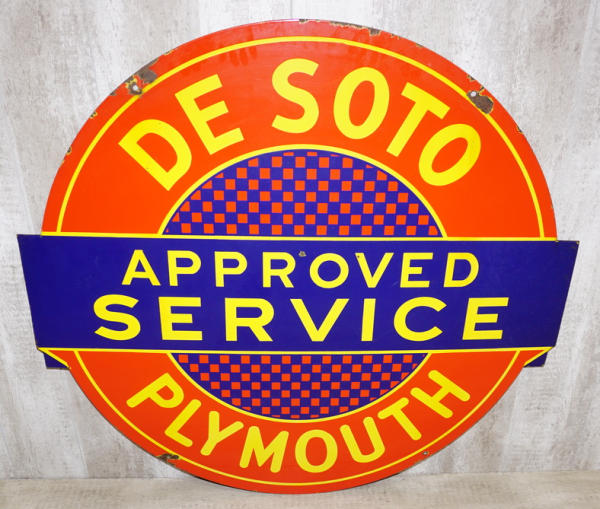 DE SOTO
APPROVED
SERVICE
PLYMOUTH